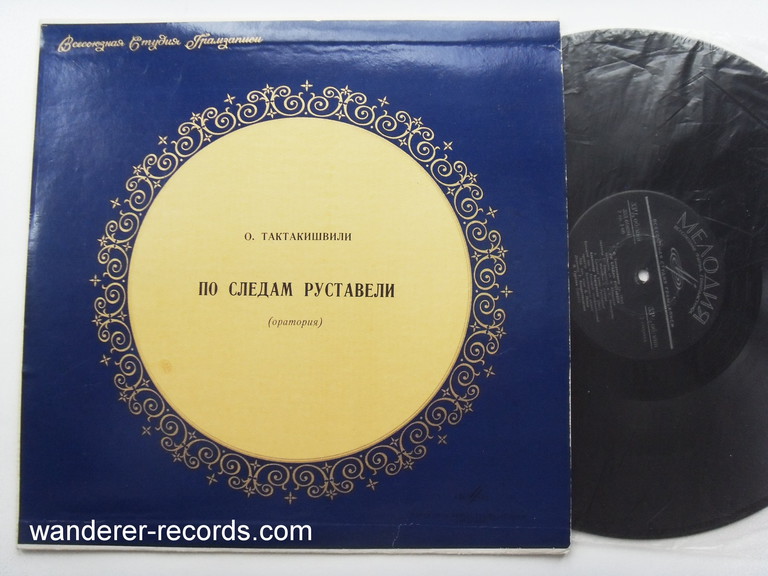 Всесоюзная Студия Грамзаписи
О. ТАКТАКИШВИЛИ
ПО СЛЕДАМ РУСТАВЕЛИ
(оратория)
МЕЛОДИЯ
wanderer-records.com